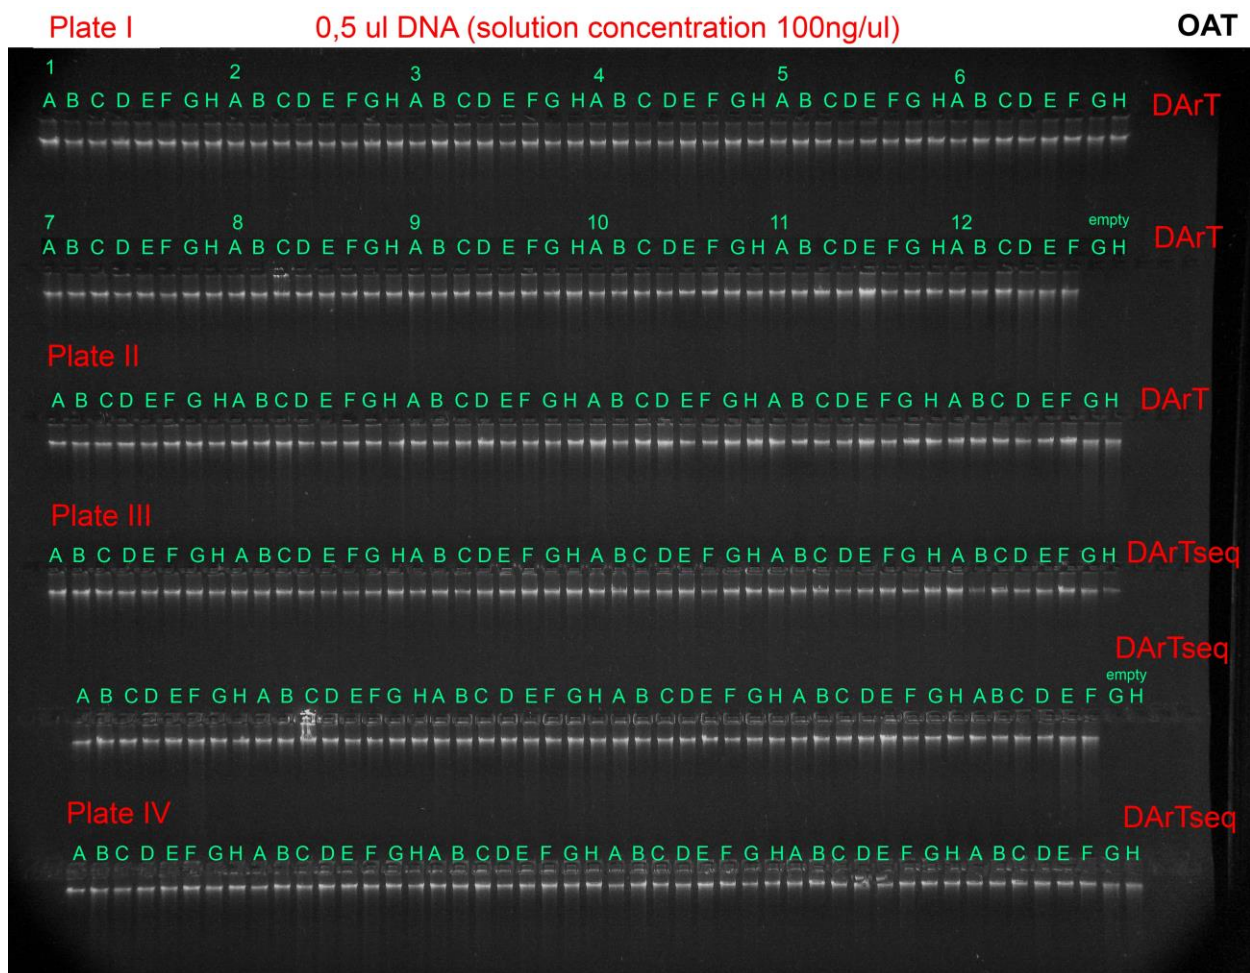 Plate I 0,5 ul DNA (solution concentration 100ng/ul) OAT
1 2 3 4 5 6
A B C D E F G H A B C D E F G H A B C D E F G H A B C D E F G H A B C D E F G H A B C D E F G H DArT
7 8 9 10 11 12 empty
A B C D E F G H A B C D E F G H A B C D E F G H A B C D E F G H A B C D E F G H A B C D E F G H DArT
Plate II
A B C D E F G H A B C D E F G H A B C D E F G H A B C D E F G H A B C D E F G H A B C D E F G H DArT
Plate III
A B C D E F G H A B C D E F G H A B C D E F G H A B C D E F G H A B C D E F G H A B C D E F G H DArTseq
DArTseq
empty
A B C D E F G H A B C D E F G H A B C D E F G H A B C D E F G H A B C D E F G H A B C D E F G H
Plate IV DArTseq
A B C D E F G H A B C D E F G H A B C D E F G H A B C D E F G H A B C D E F G H A B C D E F G H